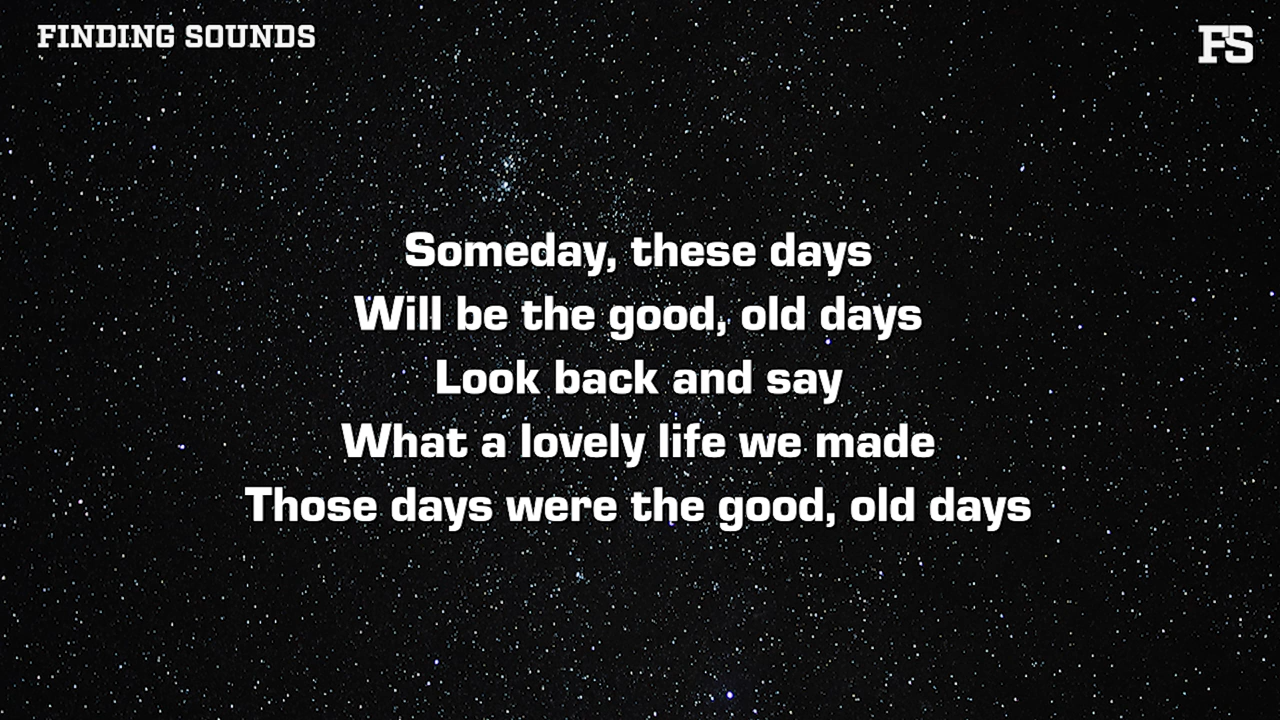 FINDING SOUNDS
FS
Someday, these days
Will be the good, old days
Look back and say
What a lovely life we made
Those days were the good, old days